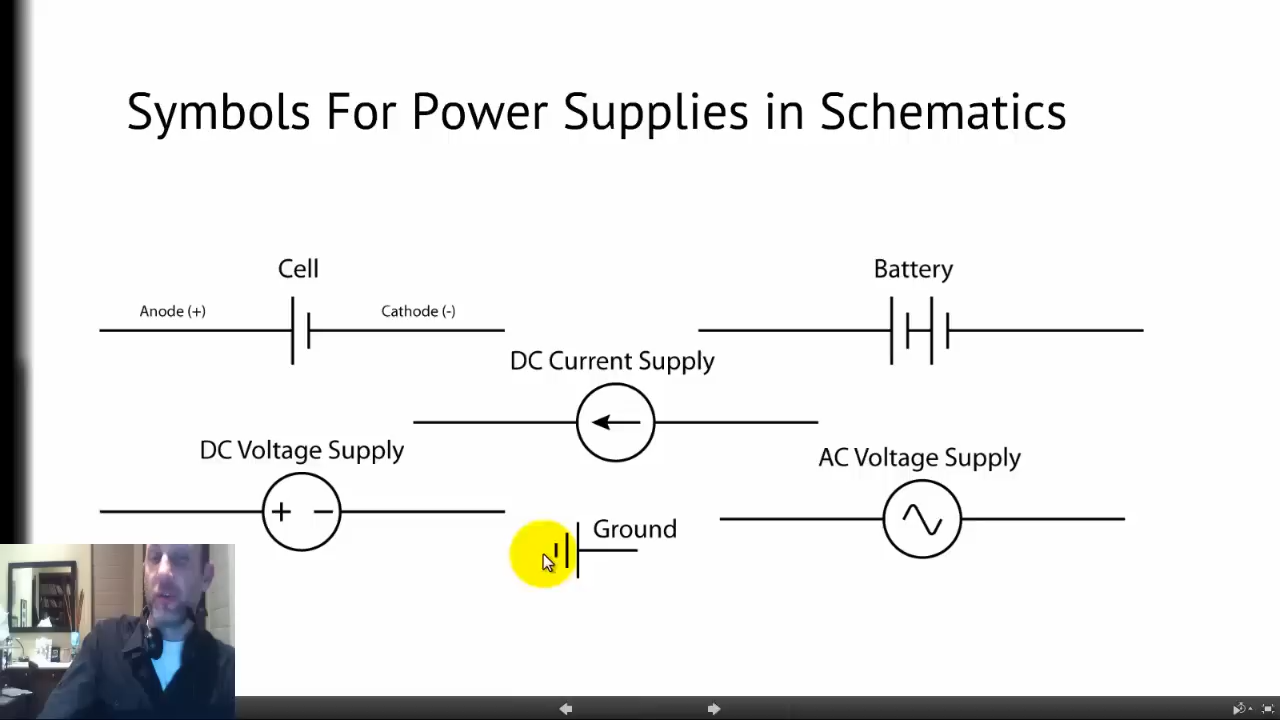 Symbols For Power Supplies in Schematics
Cell
Battery
Anode (+)
Cathode (-)
DC Current Supply
DC Voltage Supply
+ −
AC Voltage Supply
Ground